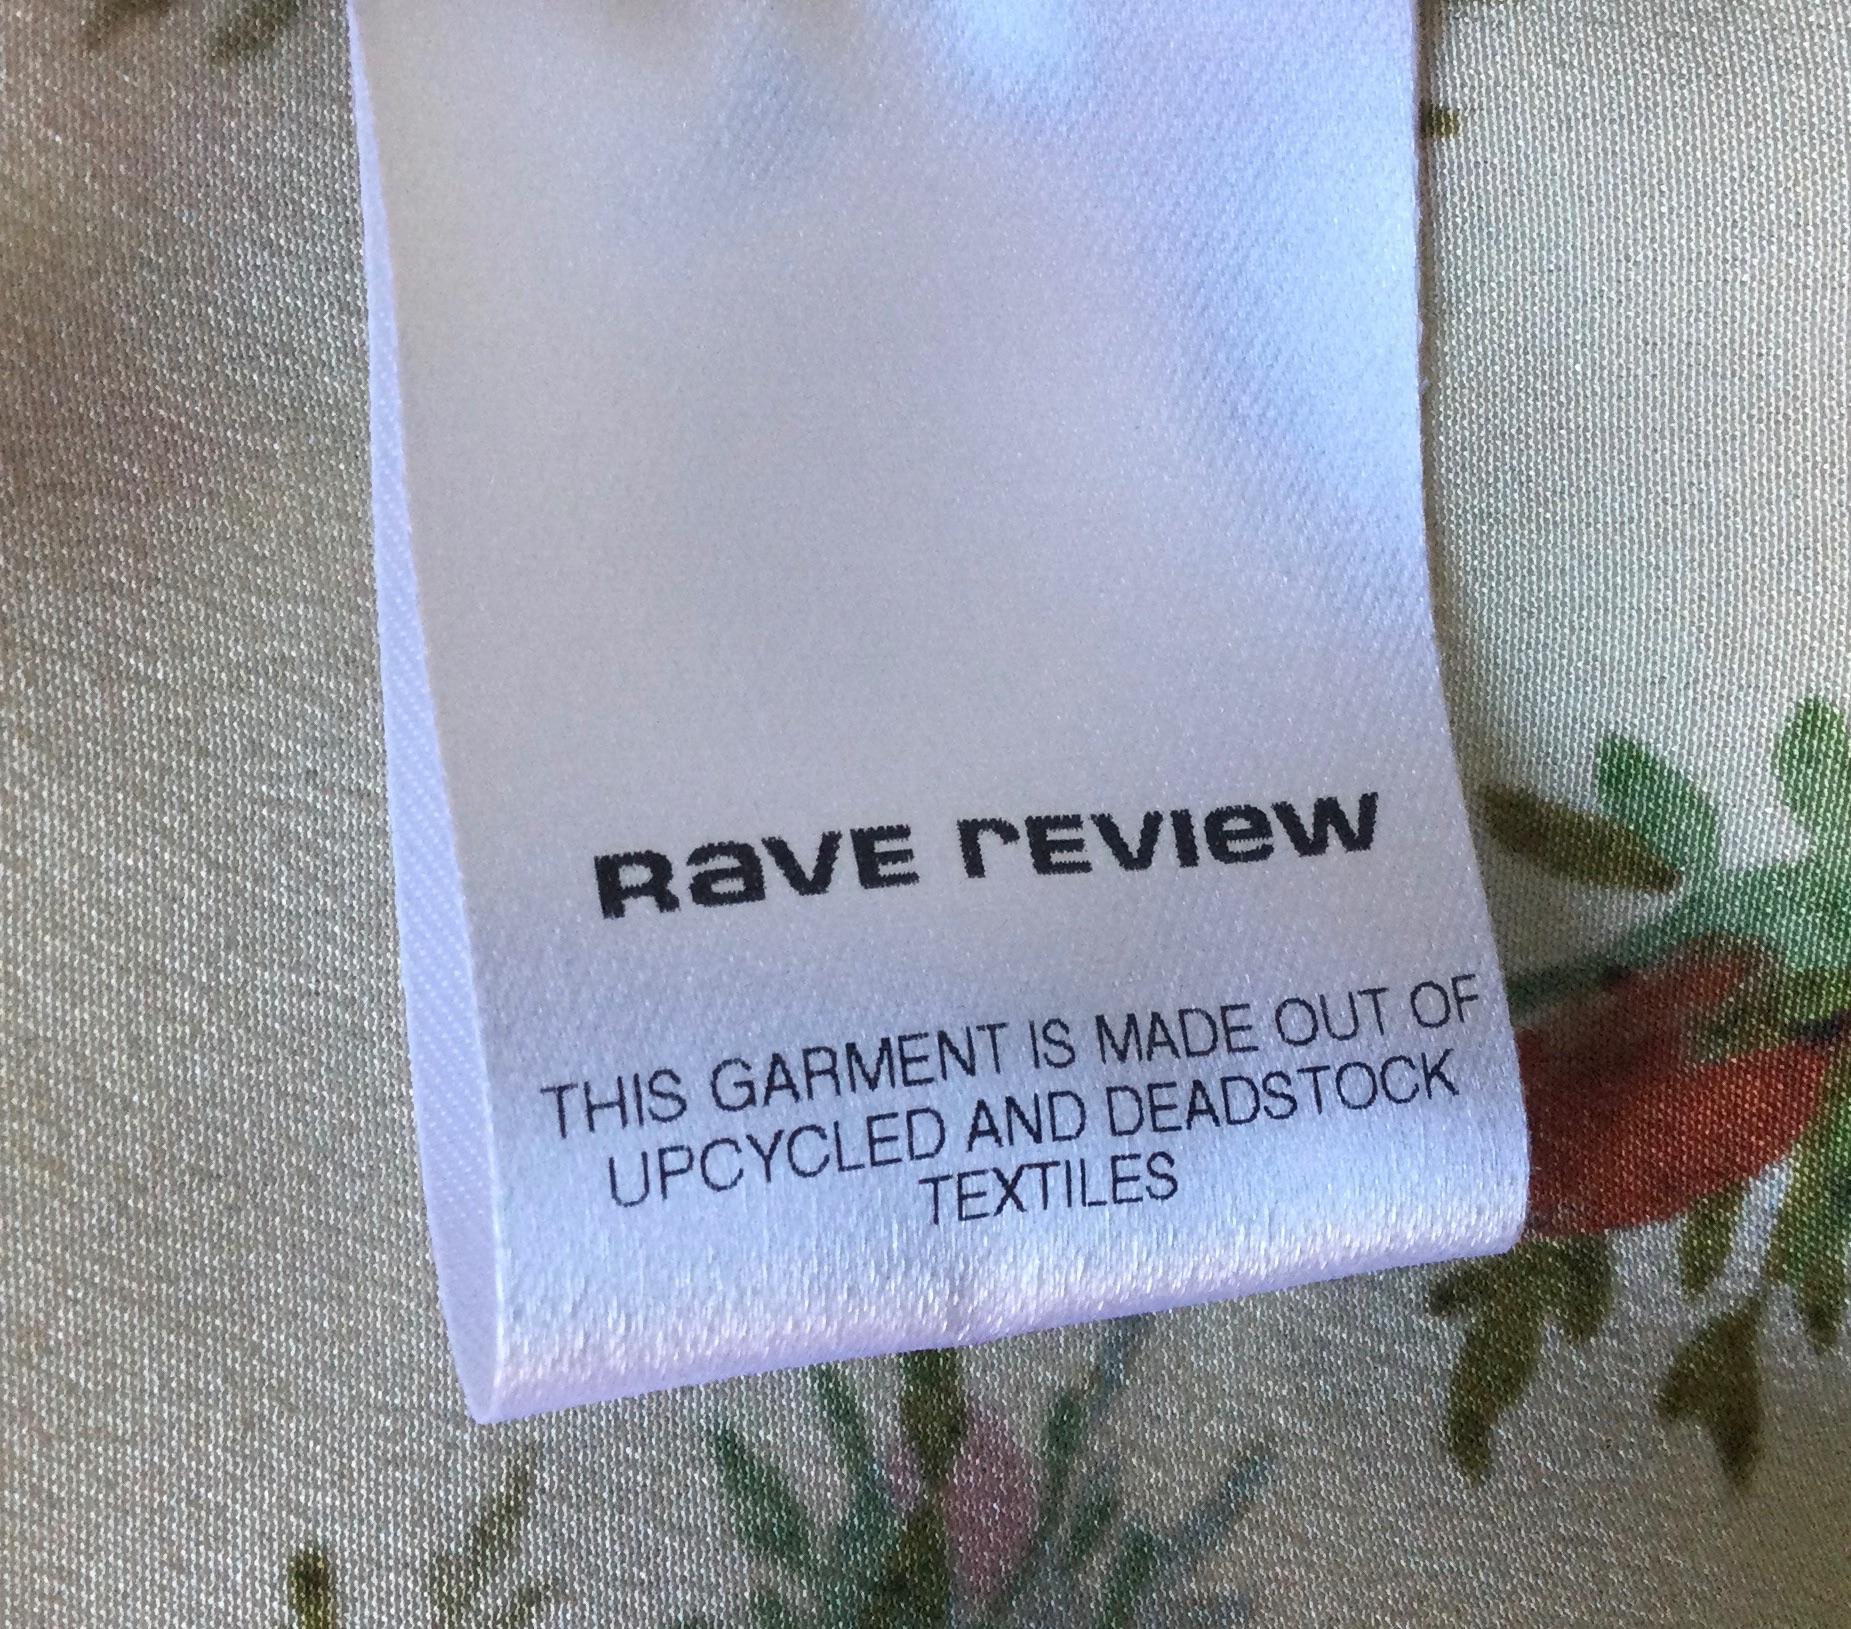 RaVE rEVIeW
THIS GARMENT IS MADE OUT OF
UPCYCLED AND DEADSTOCK
TEXTILES